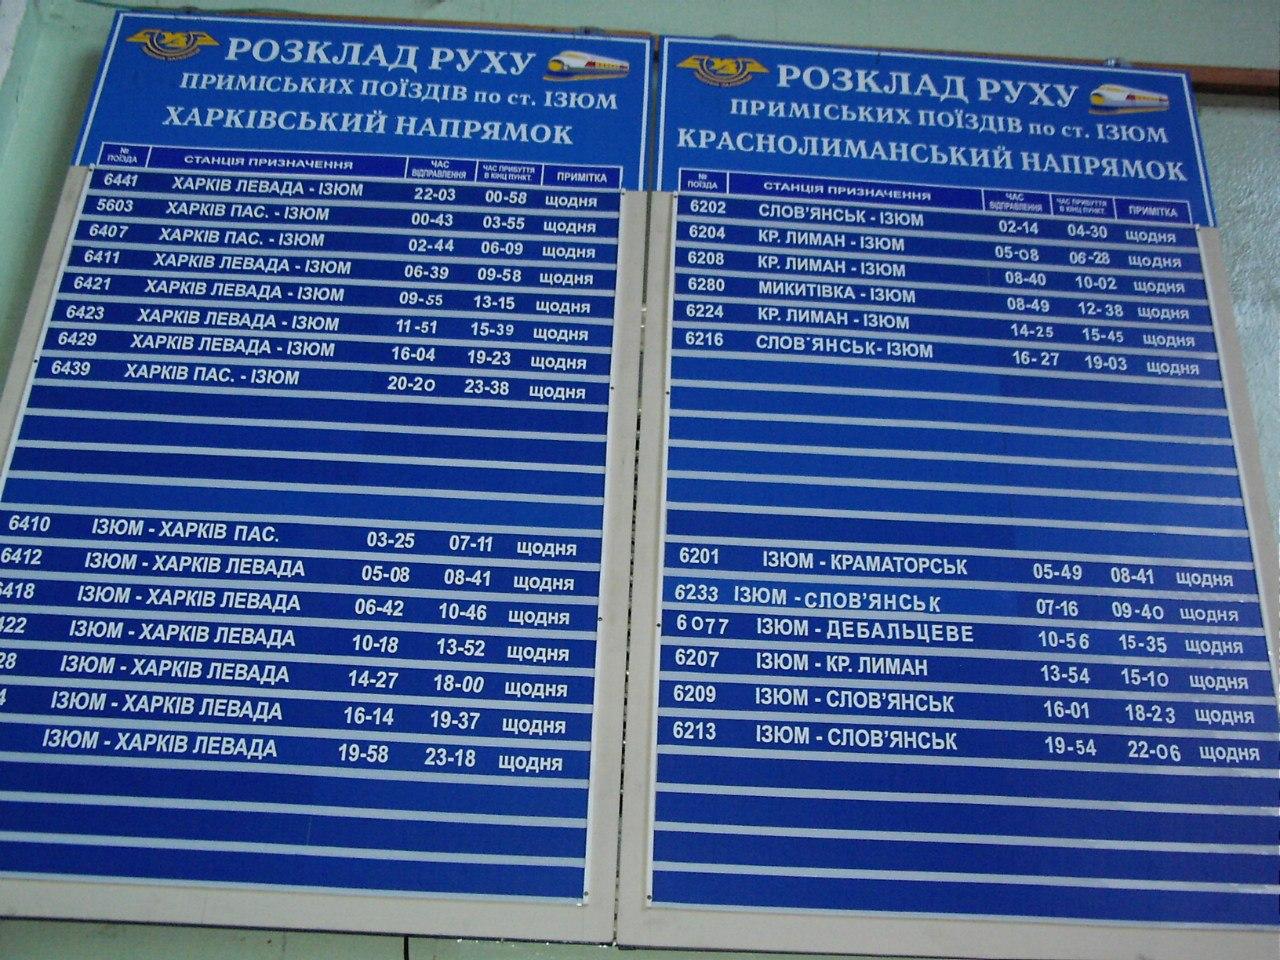 РОЗКЛАД РУХУ
ПРИМІСЬКИХ ПОЇЗДІВ по ст. ІЗЮМ
ХАРКІВСЬКИЙ НАПРЯМОК
№ ПОЇЗДА СТАНЦІЯ ПРИЗНАЧЕННЯ ЧАС ВІДПРАВЛЕННЯ ЧАС ПРИБУТТЯ В КІНЦ ПУНКТ. ПРИМІТКА
6441 ХАРКІВ ЛЕВАДА - ІЗЮМ 22-03 00-58 щодня
5603 ХАРКІВ ПАС. - ІЗЮМ 00-43 03-55 щодня
6407 ХАРКІВ ПАС. - ІЗЮМ 02-44 06-09 щодня
6411 ХАРКІВ ЛЕВАДА - ІЗЮМ 06-39 09-58 щодня
6421 ХАРКІВ ЛЕВАДА - ІЗЮМ 09-55 13-15 щодня
6423 ХАРКІВ ЛЕВАДА - ІЗЮМ 11-51 15-39 щодня
6429 ХАРКІВ ЛЕВАДА - ІЗЮМ 16-04 19-23 щодня
6439 ХАРКІВ ПАС. - ІЗЮМ 20-20 23-38 щодня
6410 ІЗЮМ - ХАРКІВ ПАС. 03-25 07-11 щодня
6412 ІЗЮМ - ХАРКІВ ЛЕВАДА 05-08 08-41 щодня
6418 ІЗЮМ - ХАРКІВ ЛЕВАДА 06-42 10-46 щодня
422 ІЗЮМ - ХАРКІВ ЛЕВАДА 10-18 13-52 щодня
28 ІЗЮМ - ХАРКІВ ЛЕВАДА 14-27 18-00 щодня
4 ІЗЮМ - ХАРКІВ ЛЕВАДА 16-14 19-37 щодня
ІЗЮМ - ХАРКІВ ЛЕВАДА 19-58 23-18 щодня
РОЗКЛАД РУХУ
ПРИМІСЬКИХ ПОЇЗДІВ по ст. ІЗЮМ
КРАСНОЛИМАНСЬКИЙ НАПРЯМОК
№ ПОЇЗДА СТАНЦІЯ ПРИЗНАЧЕННЯ ЧАС ВІДПРАВЛЕННЯ ЧАС ПРИБУТТЯ В КІНЦ ПУНКТ. ПРИМІТКА
6202 СЛОВ'ЯНСЬК - ІЗЮМ 02-14 04-30 щодня
6204 КР. ЛИМАН - ІЗЮМ 05-08 06-28 щодня
6208 КР. ЛИМАН - ІЗЮМ 08-40 10-02 щодня
6280 МИКИТІВКА - ІЗЮМ 08-49 12-38 щодня
6224 КР. ЛИМАН - ІЗЮМ 14-25 15-45 щодня
6216 СЛОВ'ЯНСЬК- ІЗЮМ 16-27 19-03 щодня
6201 ІЗЮМ - КРАМАТОРСЬК 05-49 08-41 щодня
6233 ІЗЮМ - СЛОВ'ЯНСЬК 07-16 09-40 щодня
6077 ІЗЮМ - ДЕБАЛЬЦЕВЕ 10-56 15-35 щодня
6207 ІЗЮМ - КР. ЛИМАН 13-54 15-10 щодня
6209 ІЗЮМ - СЛОВ'ЯНСЬК 16-01 18-23 щодня
6213 ІЗЮМ - СЛОВ'ЯНСЬК 19-54 22-06 щодня